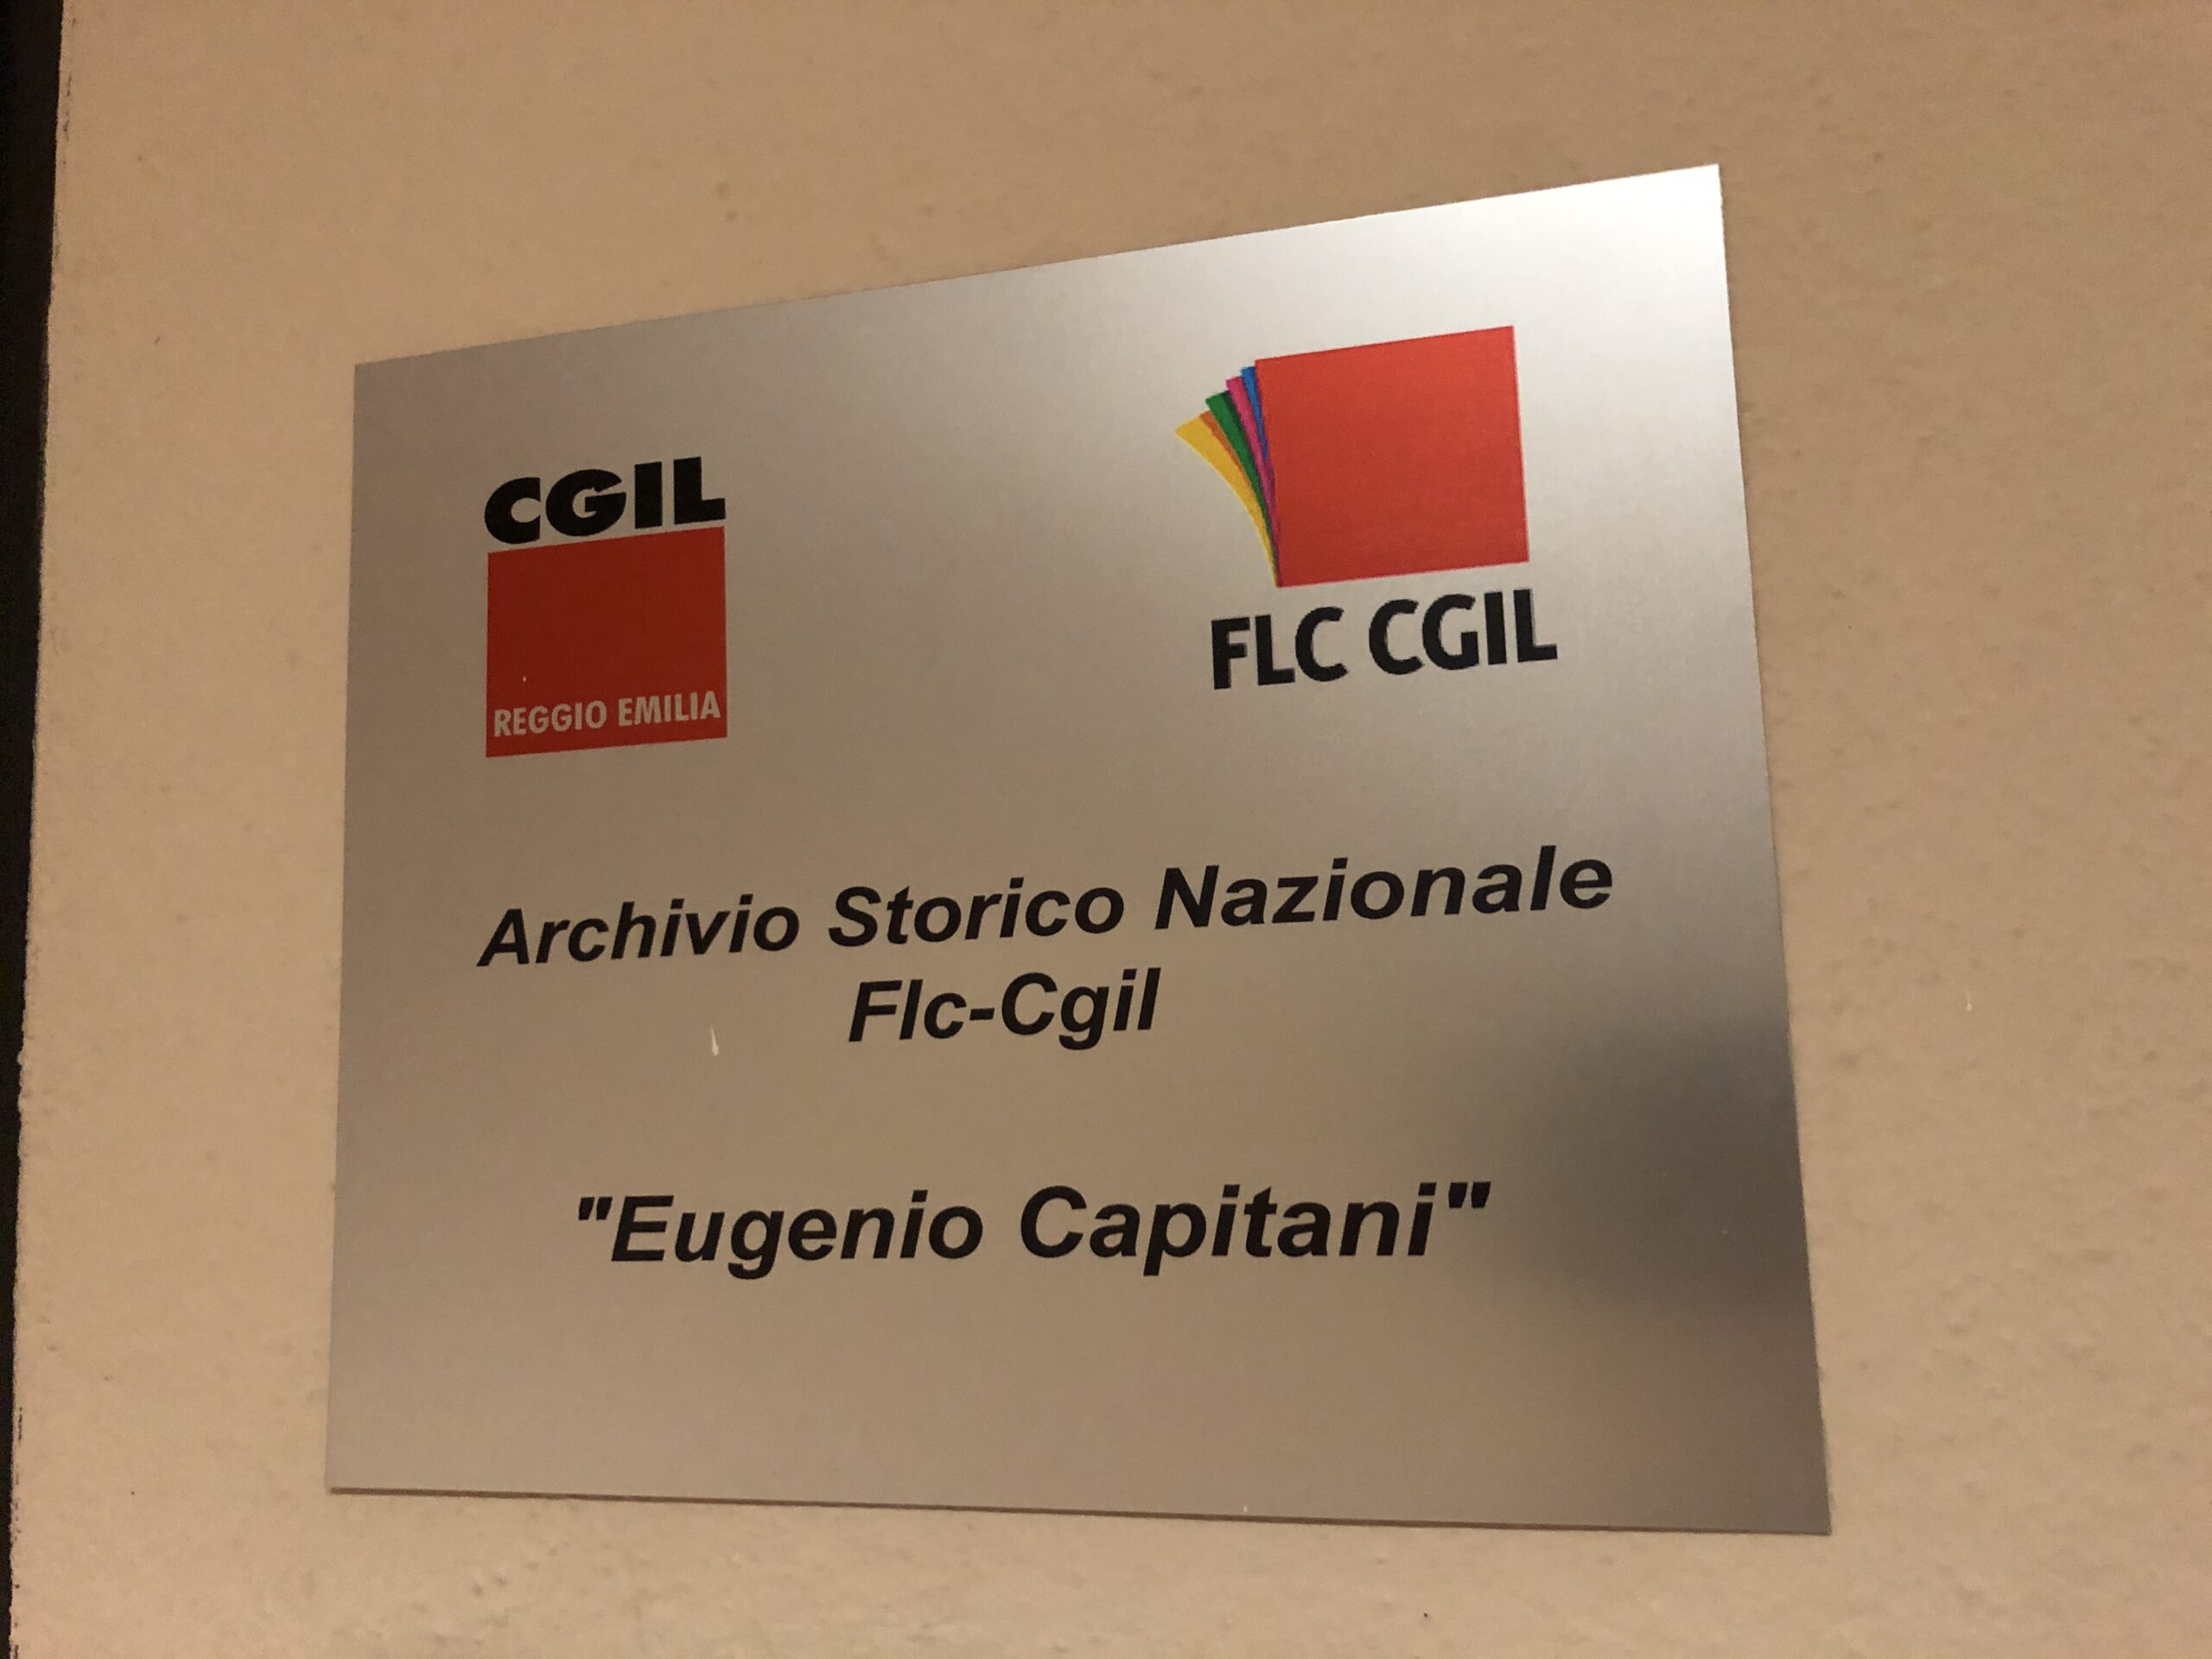 CGIL
REGGIO EMILIA
FLC CGIL
Archivio Storico Nazionale
Flc-Cgil
"Eugenio Capitani"